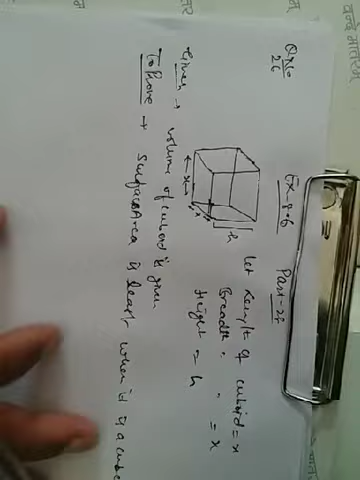 Q No 26 Ex-8.6 Part-27
Let Length of cuboid = x
Breadth " " = x
Height = h
h
x
x
Given → volume of cuboid is given
To Prove → Surface Area is least, when it is a cube